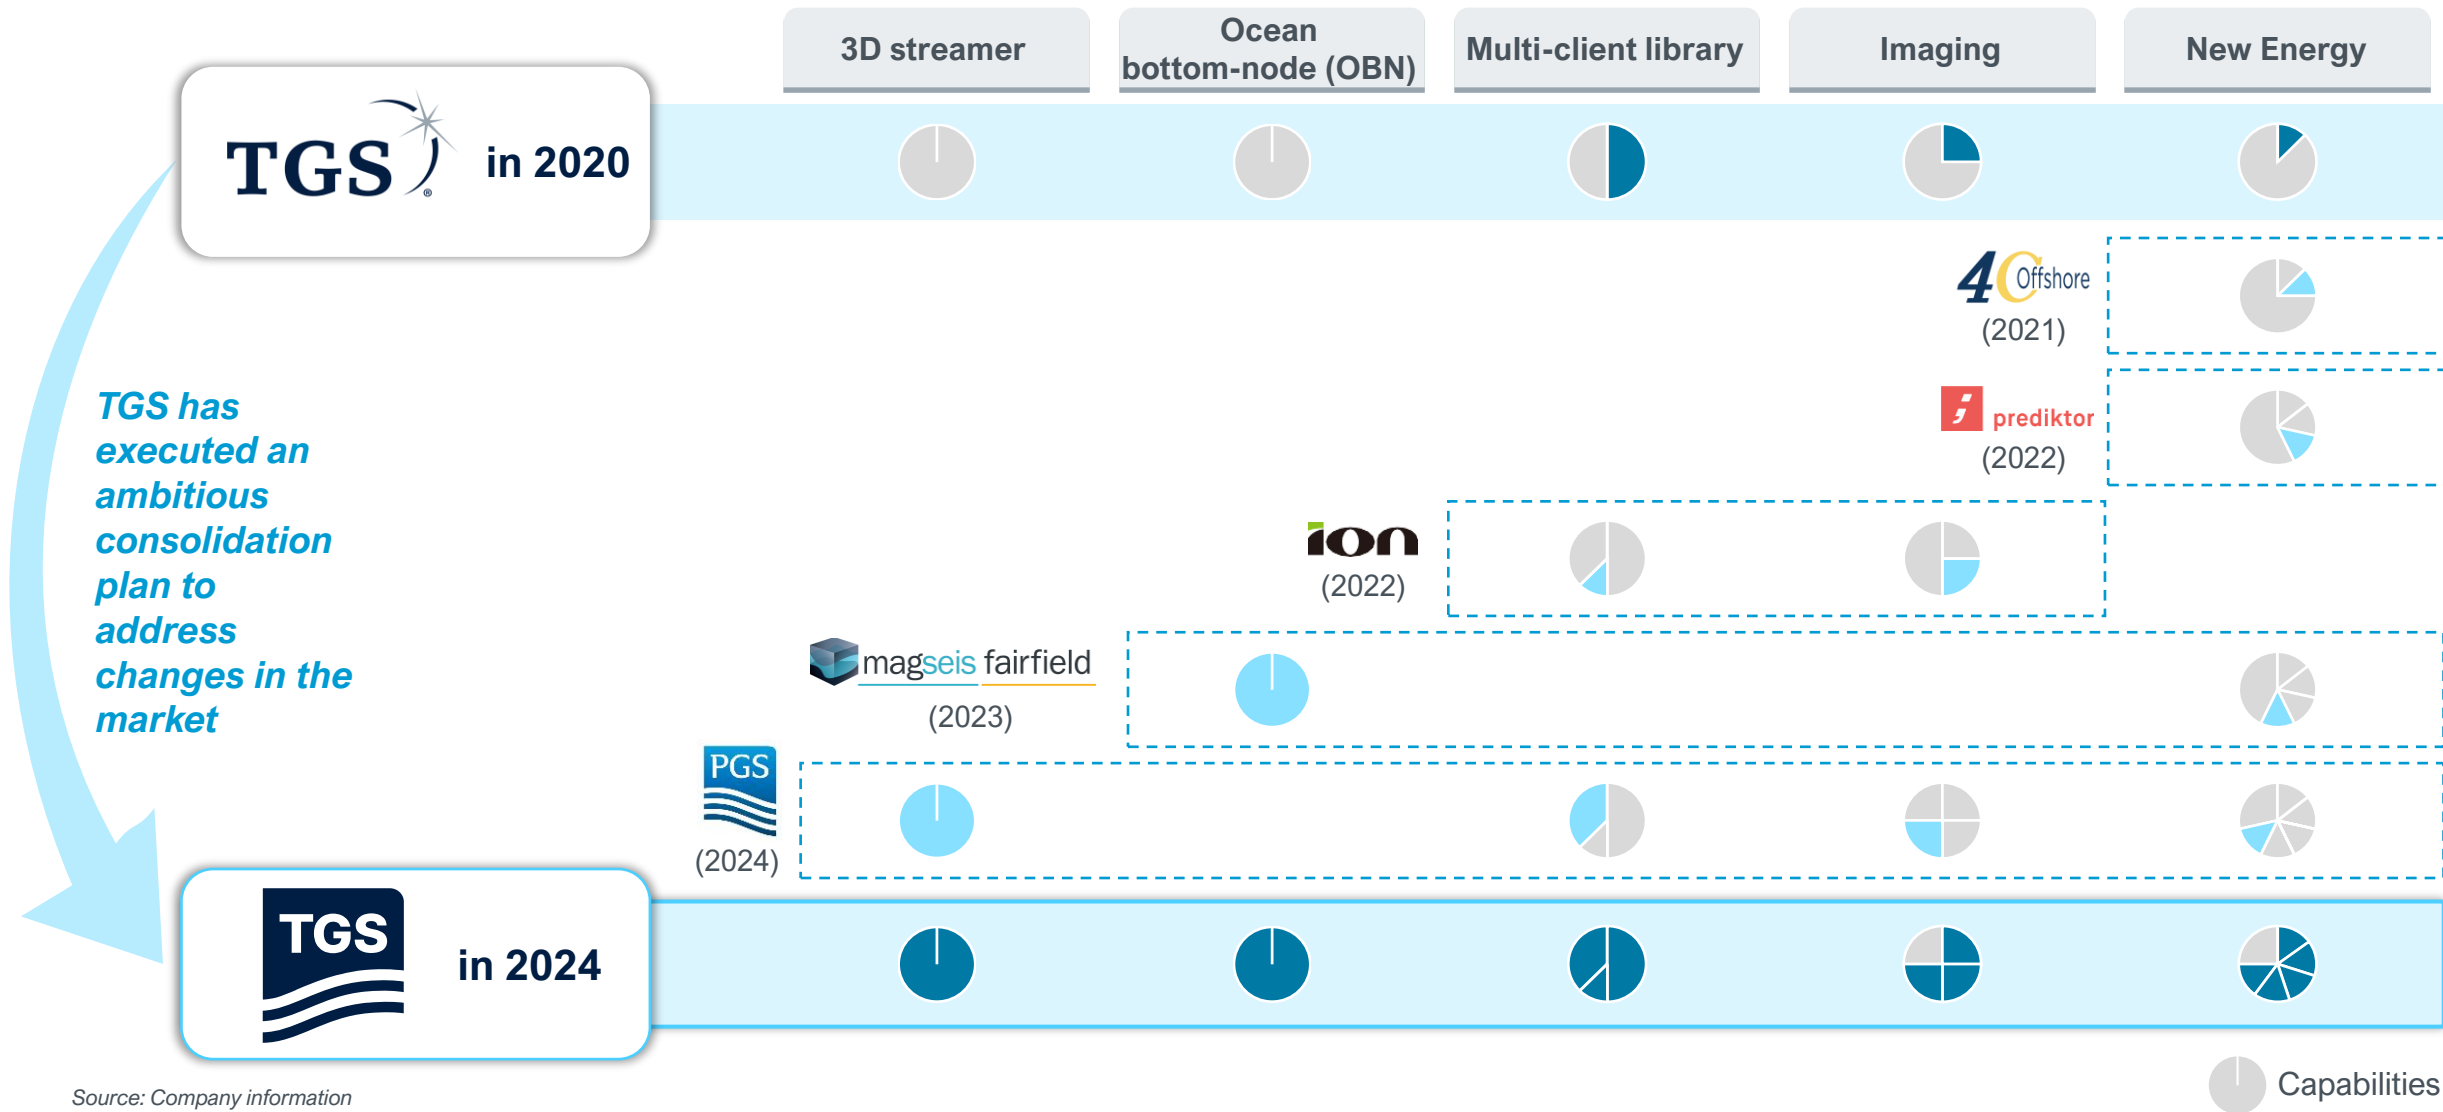 3D streamer
Ocean
bottom-node (OBN)
Multi-client library
Imaging
New Energy
TGS®
in 2020
4C Offshore
(2021)
prediktor
(2022)
ion
(2022)
magseis fairfield
(2023)
PGS
(2024)
TGS has
executed an
ambitious
consolidation
plan to
address
changes in the
market
TGS
in 2024
Capabilities
Source: Company information